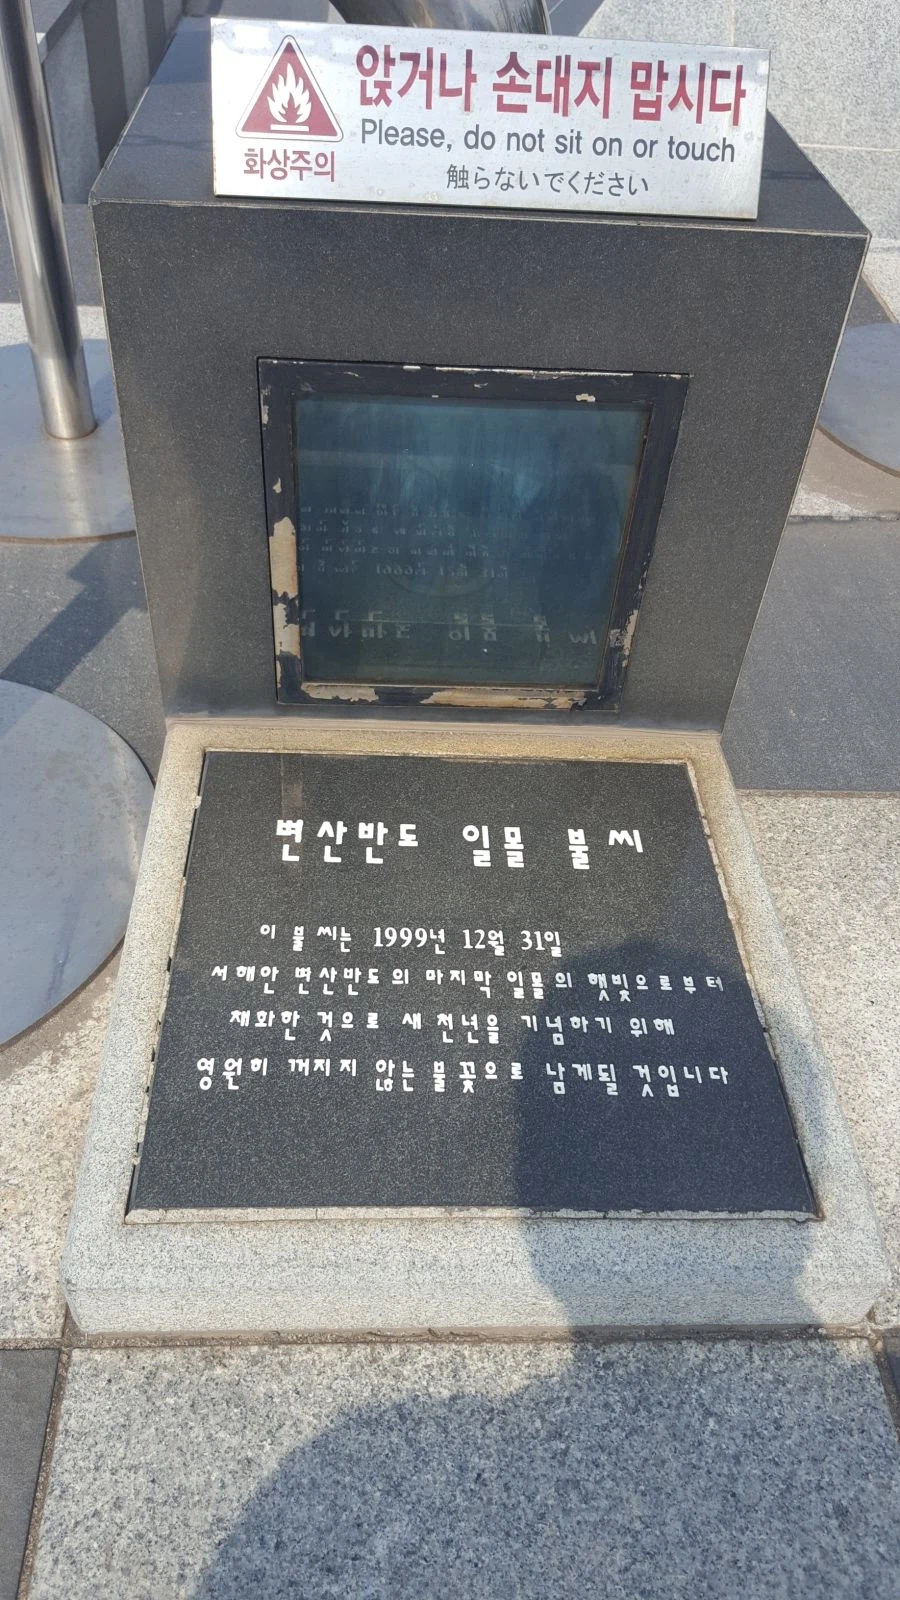 앉거나 손대지 맙시다
Please, do not sit on or touch
화상주의
触らないでください
변산반도 일몰 불씨
이 불씨는 1999년 12월 31일
서해안 변산반도의 마지막 일몰의 햇빛으로부터
채화한 것으로 새 천년을 기념하기 위해
영원히 꺼지지 않는 불꽃으로 남게될 것입니다